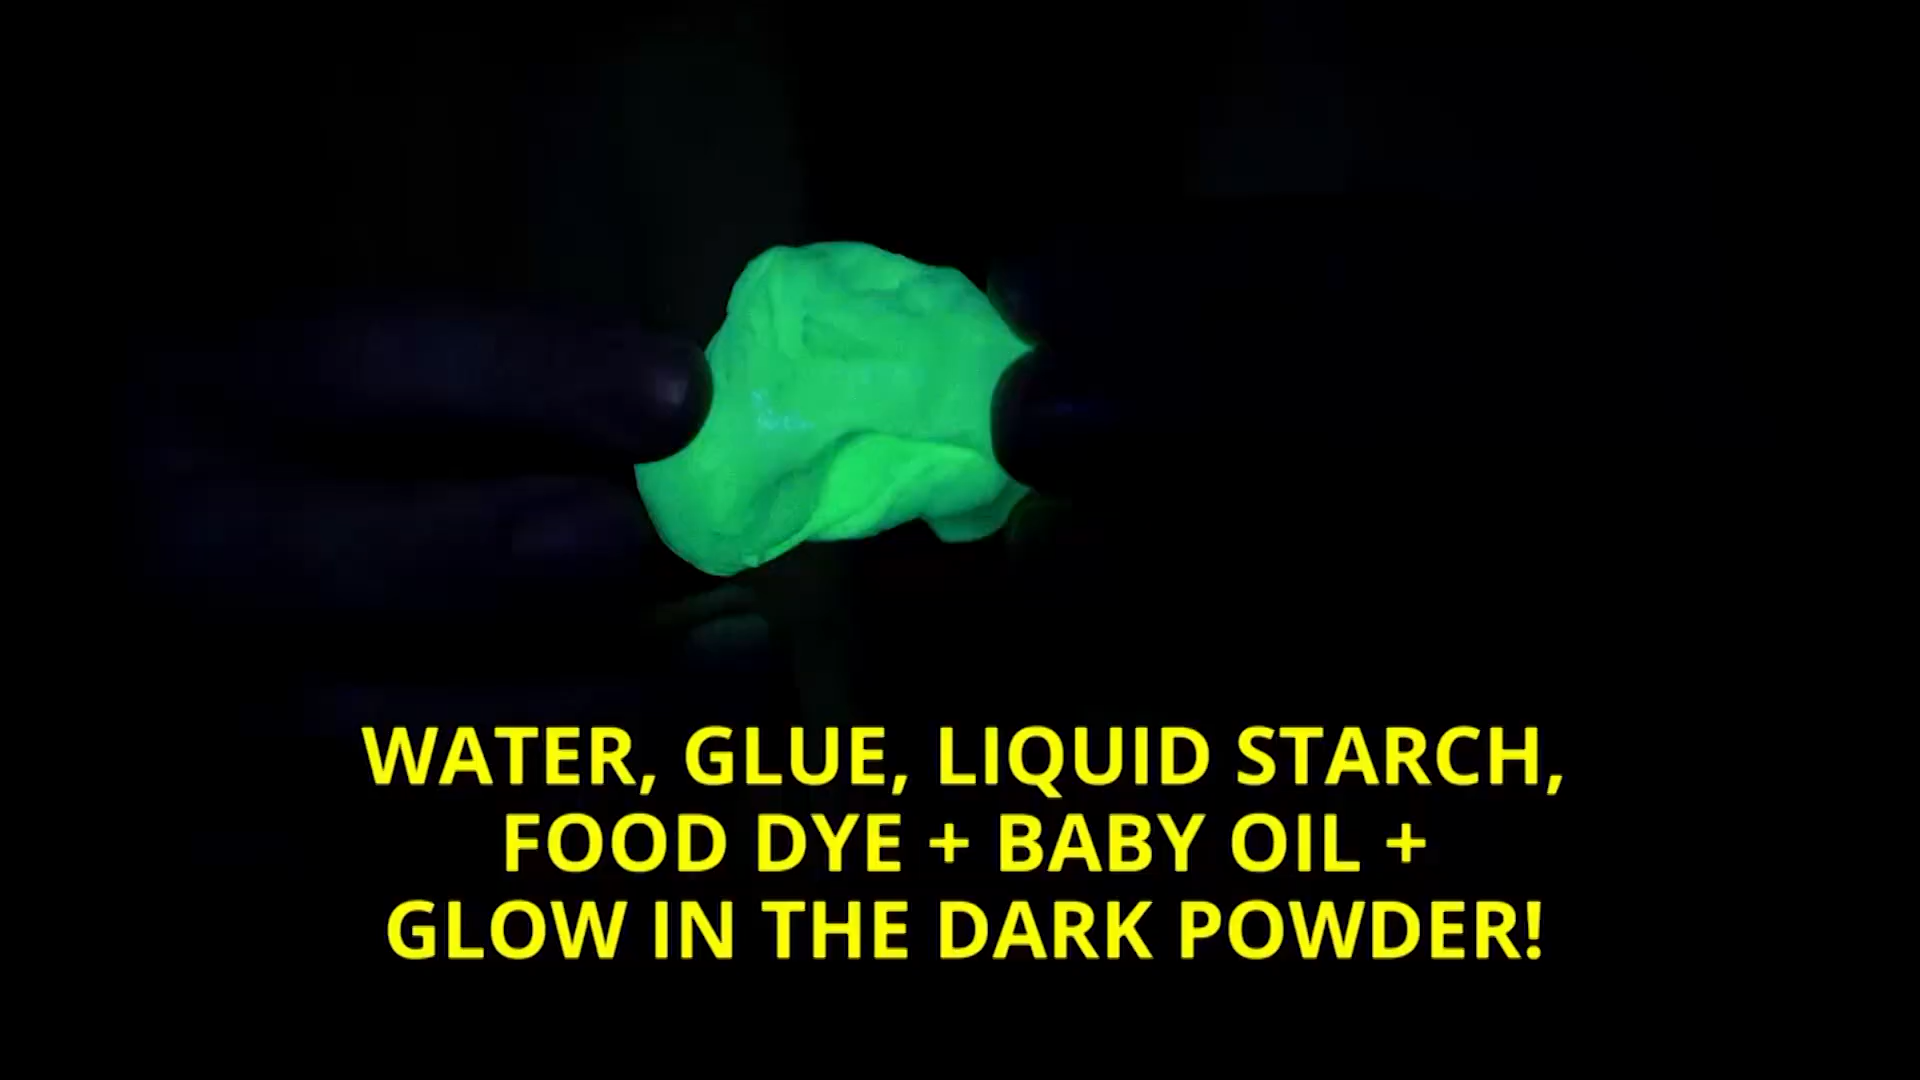 WATER, GLUE, LIQUID STARCH,
FOOD DYE + BABY OIL +
GLOW IN THE DARK POWDER!